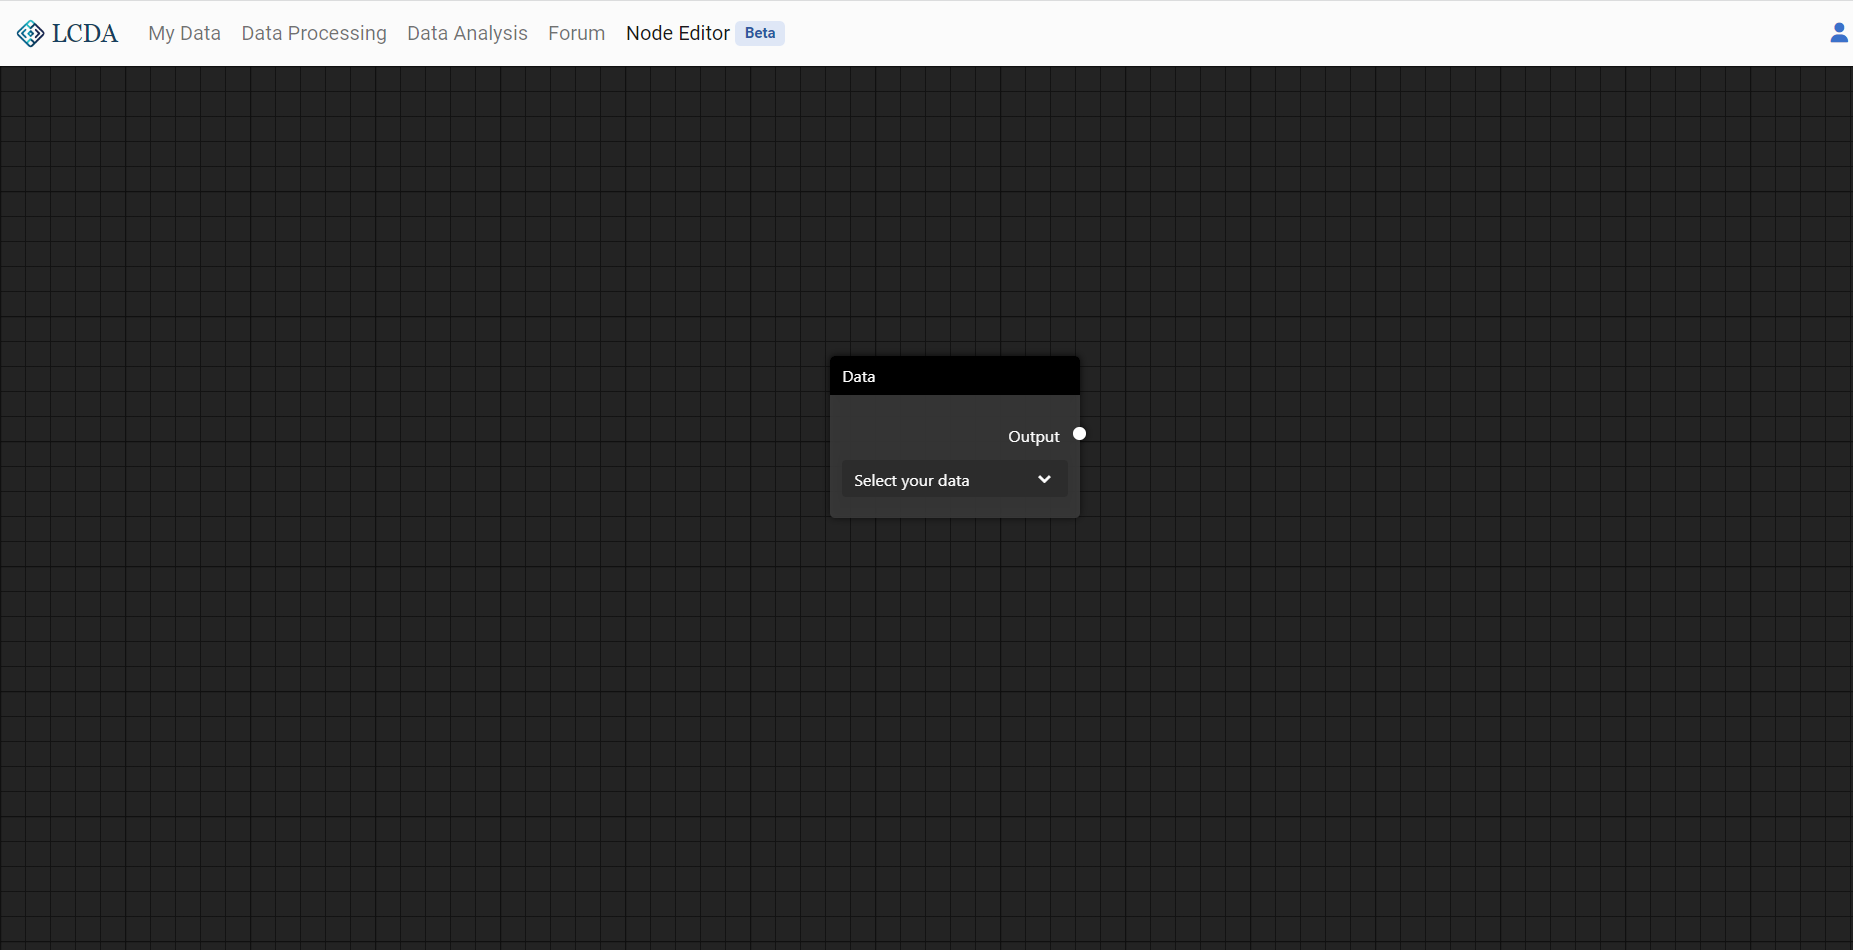 LCDA My Data Data Processing Data Analysis Forum Node Editor Beta
Data
Output
Select your data